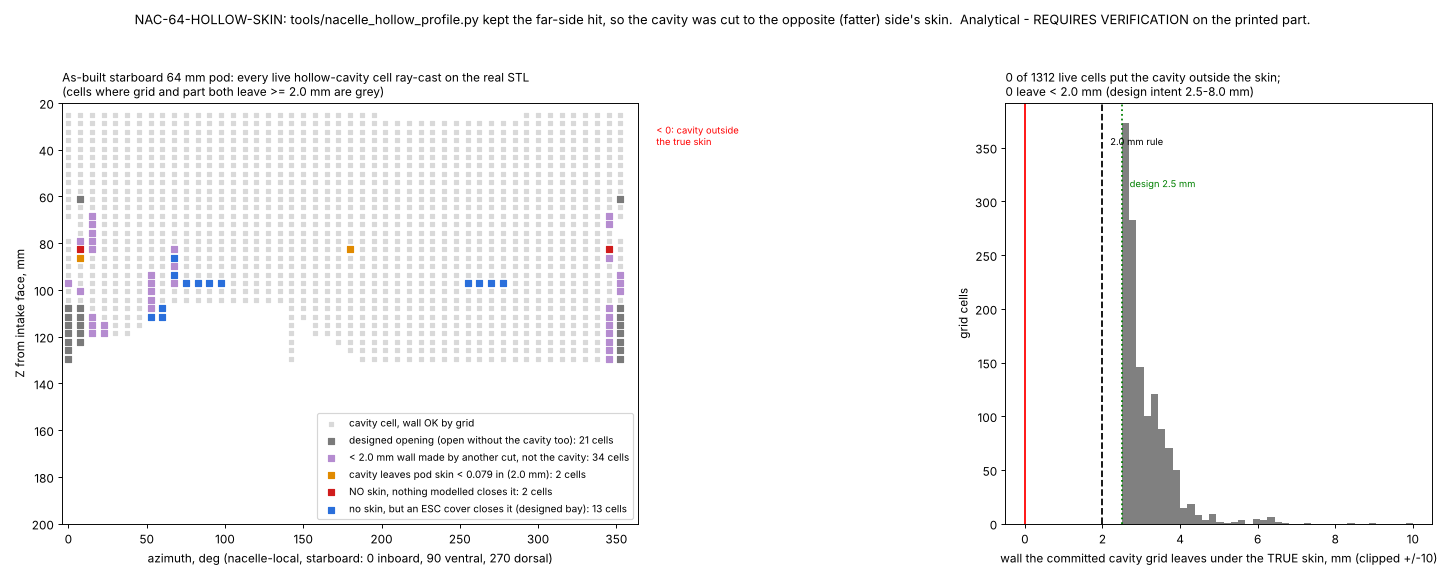 NAC-64-HOLLOW-SKIN: tools/nacelle_hollow_profile.py kept the far-side hit, so the cavity was cut to the opposite (fatter) side's skin.  Analytical - REQUIRES VERIFICATION on the printed part.
As-built starboard 64 mm pod: every live hollow-cavity cell ray-cast on the real STL
(cells where grid and part both leave >= 2.0 mm are grey)
20
40
60
80
100
120
140
160
180
200
Z from intake face, mm
0
50
100
150
200
250
300
350
azimuth, deg (nacelle-local, starboard: 0 inboard, 90 ventral, 270 dorsal)
cavity cell, wall OK by grid
designed opening (open without the cavity too): 21 cells
< 2.0 mm wall made by another cut, not the cavity: 34 cells
cavity leaves pod skin < 0.079 in (2.0 mm): 2 cells
NO skin, nothing modelled closes it: 2 cells
no skin, but an ESC cover closes it (designed bay): 13 cells
< 0: cavity outside
the true skin
0 of 1312 live cells put the cavity outside the skin;
0 leave < 2.0 mm (design intent 2.5-8.0 mm)
2.0 mm rule
design 2.5 mm
350
300
250
200
150
100
50
0
grid cells
0
2
4
6
8
10
wall the committed cavity grid leaves under the TRUE skin, mm (clipped +/-10)